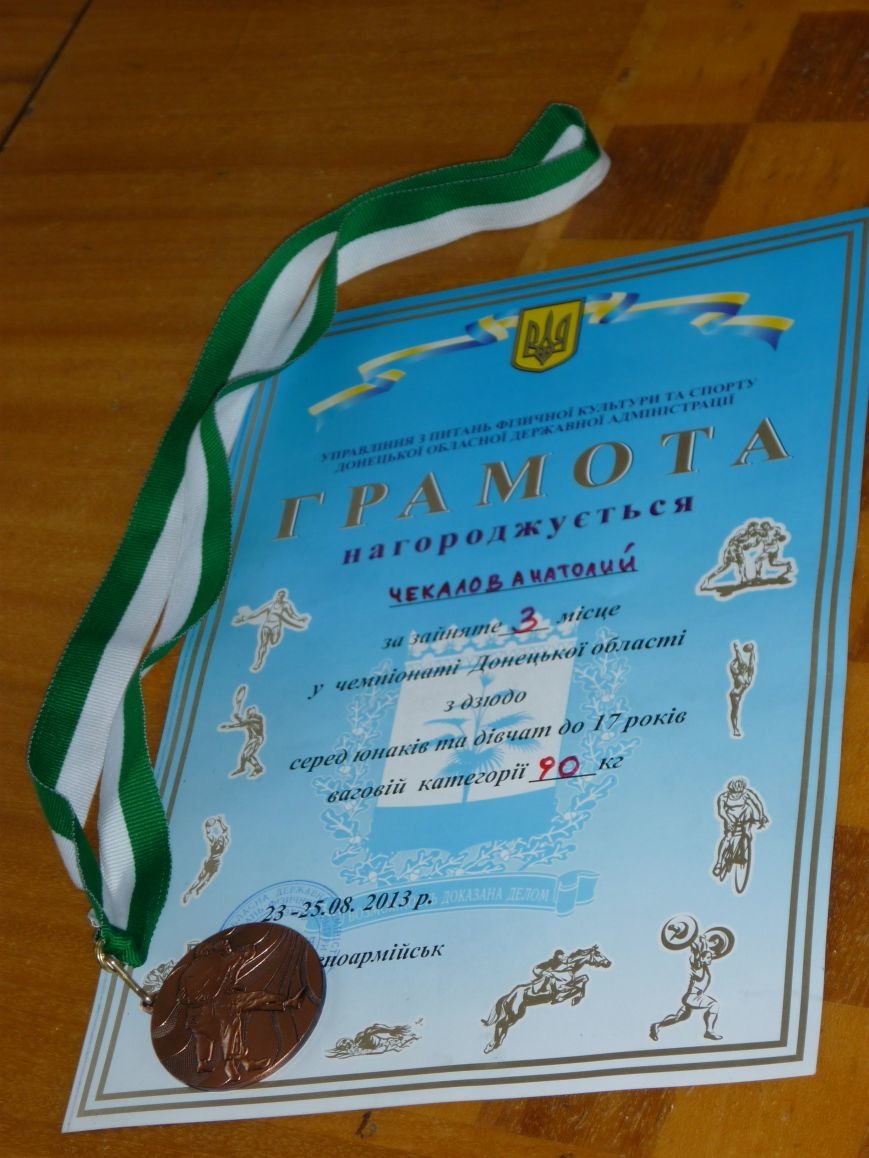 УПРАВЛІННЯ З ПИТАНЬ ФІЗИЧНОЇ КУЛЬТУРИ ТА СПОРТУ
ДОНЕЦЬКОЇ ОБЛАСНОЇ ДЕРЖАВНОЇ АДМІНІСТРАЦІЇ
ГРАМОТА
нагороджується
ЧЕКАЛОВ АНАТОЛИЙ
за зайняте 3 місце
у чемпіонаті Донецької області
з дзюдо
серед юнаків та дівчат до 17 років
ваговій категорії 90 кг
ДОКАЗАНА ДЕЛОМ
23 -25.08. 2013 р.
ноармійськ